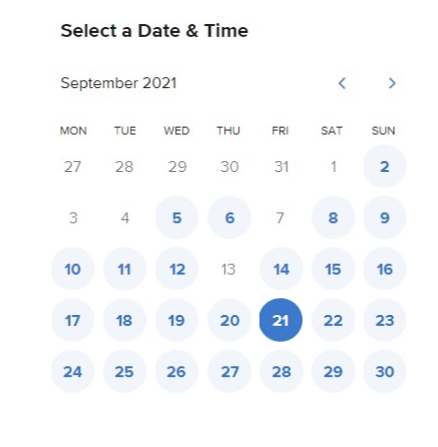 Select a Date & Time
September 2021
MON TUE WED THU FRI SAT SUN
27 28 29 30 31 1 2
3 4 5 6 7 8 9
10 11 12 13 14 15 16
17 18 19 20 21 22 23
24 25 26 27 28 29 30